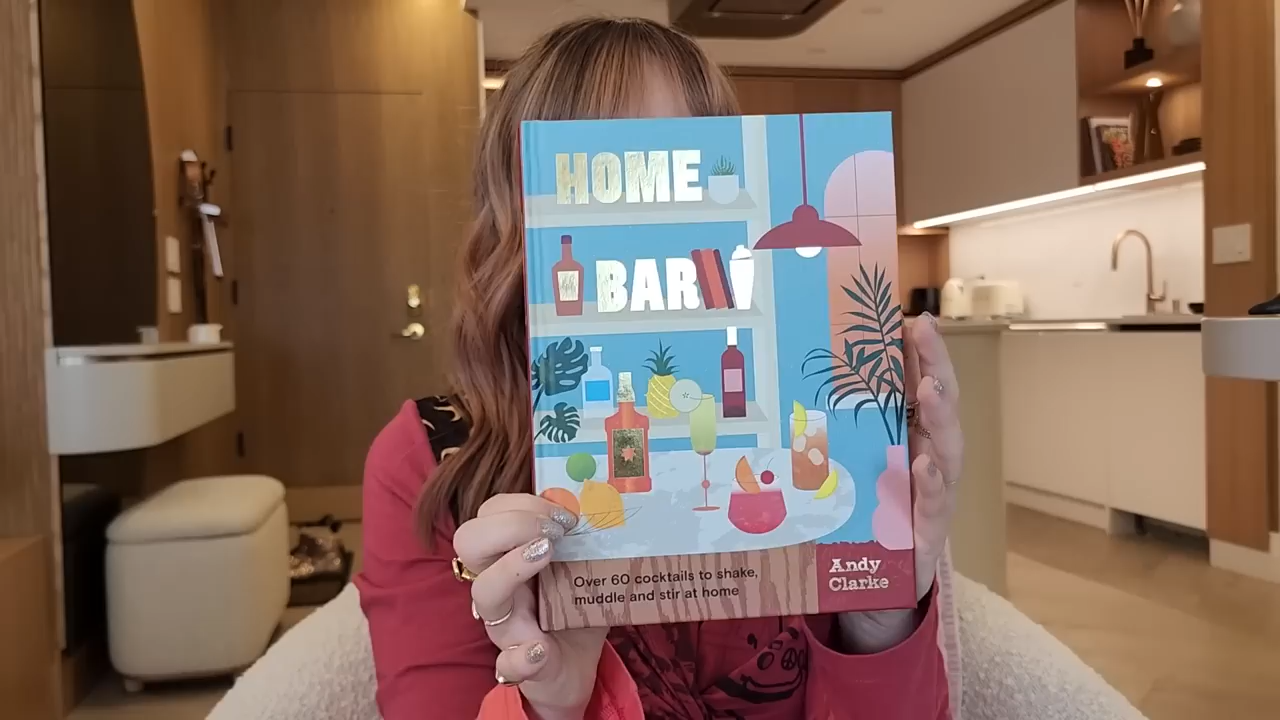 HOME
BAR
Over 60 cocktails to shake,
muddle and stir at home
Andy
Clarke